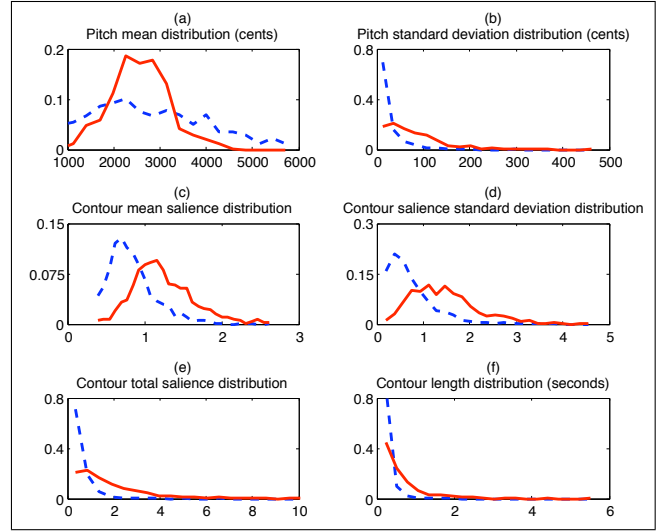 (a)
Pitch mean distribution (cents)
0.2
0.1
0
1000 2000 3000 4000 5000 6000
(b)
Pitch standard deviation distribution (cents)
0.8
0.4
0
0 100 200 300 400 500
(c)
Contour mean salience distribution
0.15
0.075
0
0 1 2 3
(d)
Contour salience standard deviation distribution
0.3
0.15
0
0 1 2 3 4 5
(e)
Contour total salience distribution
0.8
0.4
0
0 2 4 6 8 10
(f)
Contour length distribution (seconds)
0.8
0.4
0
0 2 4 6